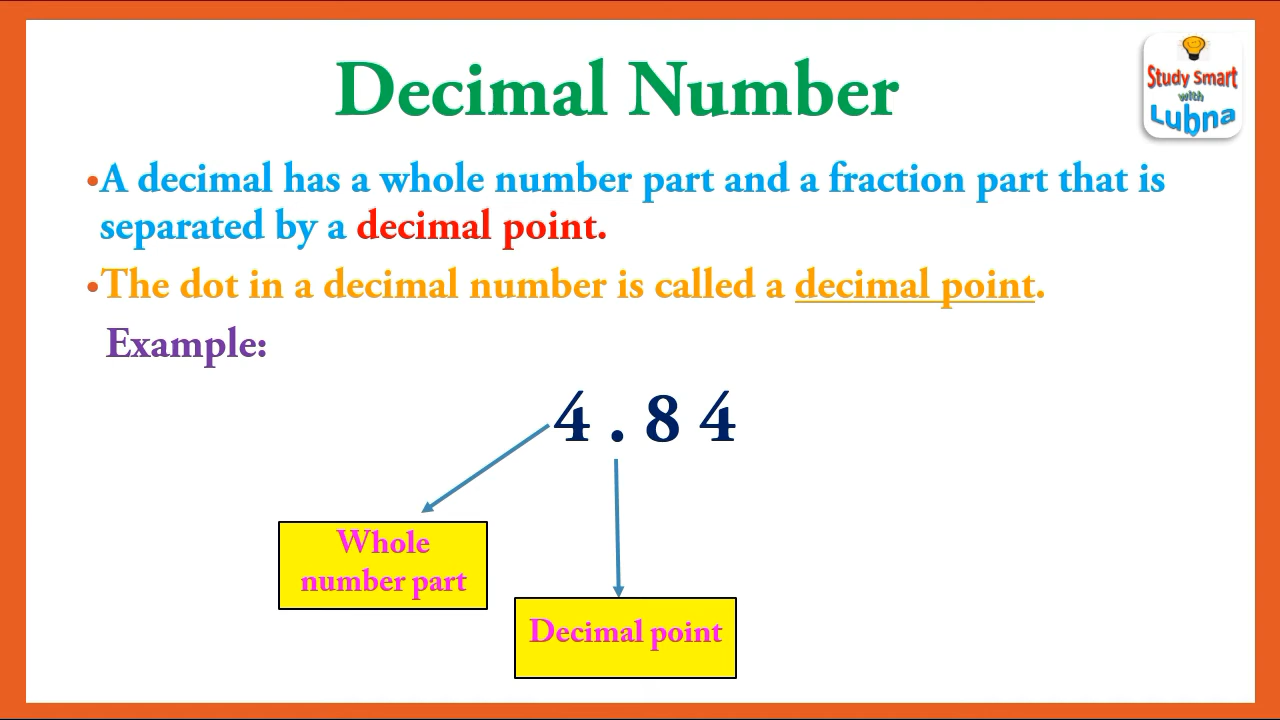 Decimal Number
Study Smart
with
Lubna
•A decimal has a whole number part and a fraction part that is
separated by a decimal point.
•The dot in a decimal number is called a decimal point.
Example:
4 . 8 4
Whole
number part
Decimal point